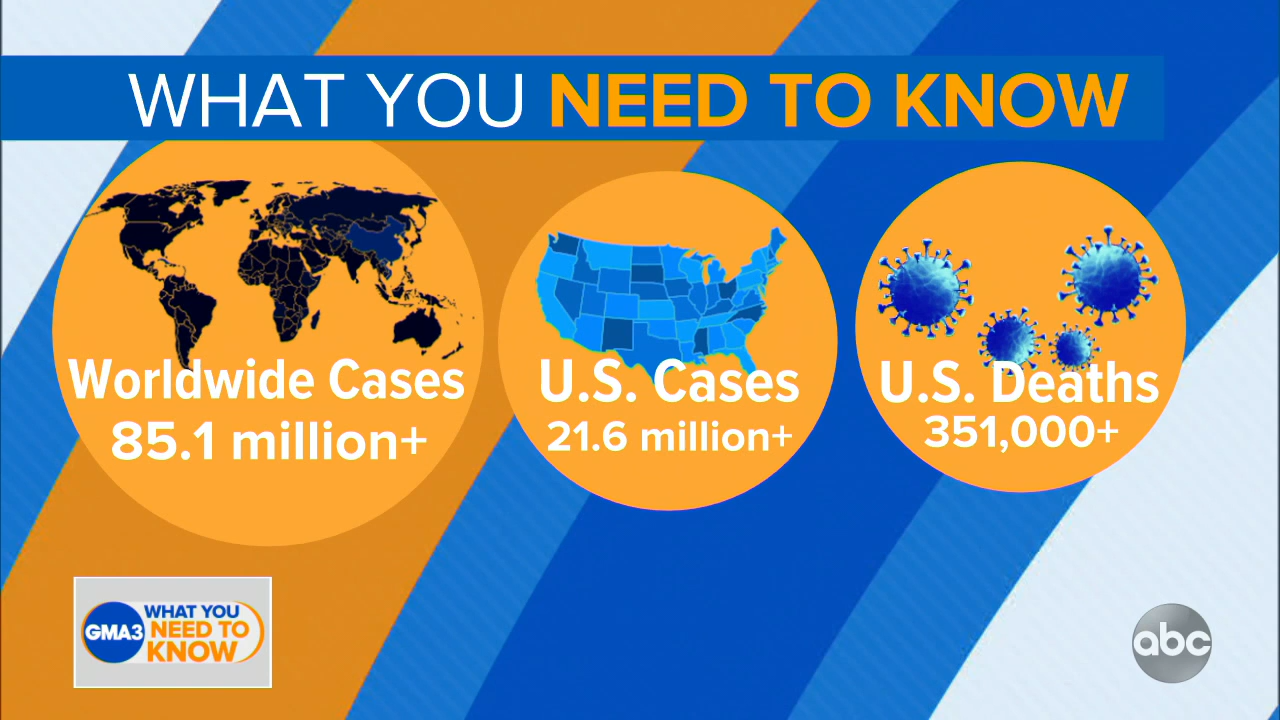 WHAT YOU NEED TO KNOW
Worldwide Cases
85.1 million+
U.S. Cases
21.6 million+
U.S. Deaths
351,000+
GMA3
WHAT YOU
NEED TO
KNOW
abc